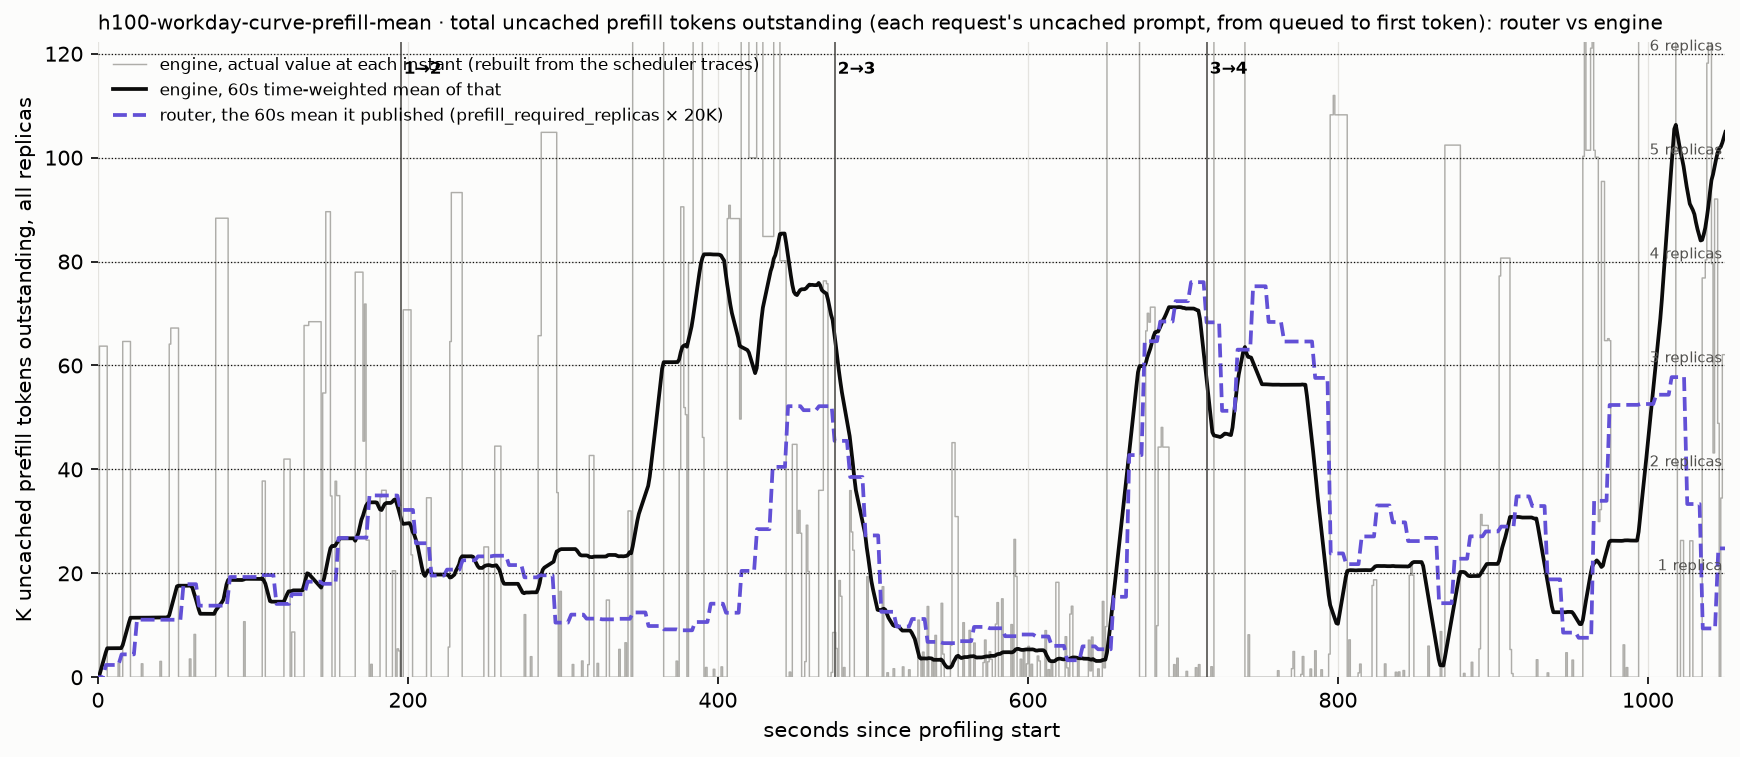 h100-workday-curve-prefill-mean · total uncached prefill tokens outstanding (each request's uncached prompt, from queued to first token): router vs engine
K uncached prefill tokens outstanding, all replicas
120
100
80
60
40
20
0
engine, actual value at each instant (rebuilt from the scheduler traces)
engine, 60s time-weighted mean of that
router, the 60s mean it published (prefill_required_replicas × 20K)
1→2
2→3
3→4
6 replicas
5 replicas
4 replicas
3 replicas
2 replicas
1 replica
0
200
400
600
800
1000
seconds since profiling start